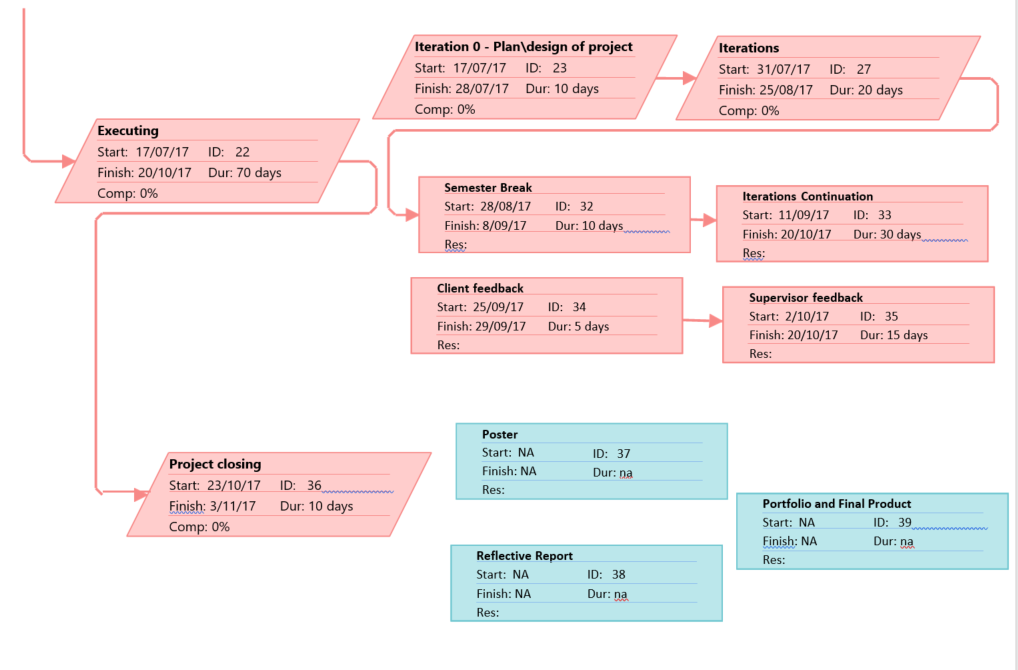 Iteration 0 - Plan\design of project
Start: 17/07/17 ID: 23
Finish: 28/07/17 Dur: 10 days
Comp: 0%
Iterations
Start: 31/07/17 ID: 27
Finish: 25/08/17 Dur: 20 days
Comp: 0%
Executing
Start: 17/07/17 ID: 22
Finish: 20/10/17 Dur: 70 days
Comp: 0%
Semester Break
Start: 28/08/17 ID: 32
Finish: 8/09/17 Dur: 10 days
Res:
Iterations Continuation
Start: 11/09/17 ID: 33
Finish: 20/10/17 Dur: 30 days
Res:
Client feedback
Start: 25/09/17 ID: 34
Finish: 29/09/17 Dur: 5 days
Res:
Supervisor feedback
Start: 2/10/17 ID: 35
Finish: 20/10/17 Dur: 15 days
Res:
Poster
Start: NA ID: 37
Finish: NA Dur: na
Res:
Project closing
Start: 23/10/17 ID: 36
Finish: 3/11/17 Dur: 10 days
Comp: 0%
Portfolio and Final Product
Start: NA ID: 39
Finish: NA Dur: na
Res:
Reflective Report
Start: NA ID: 38
Finish: NA Dur: na
Res: